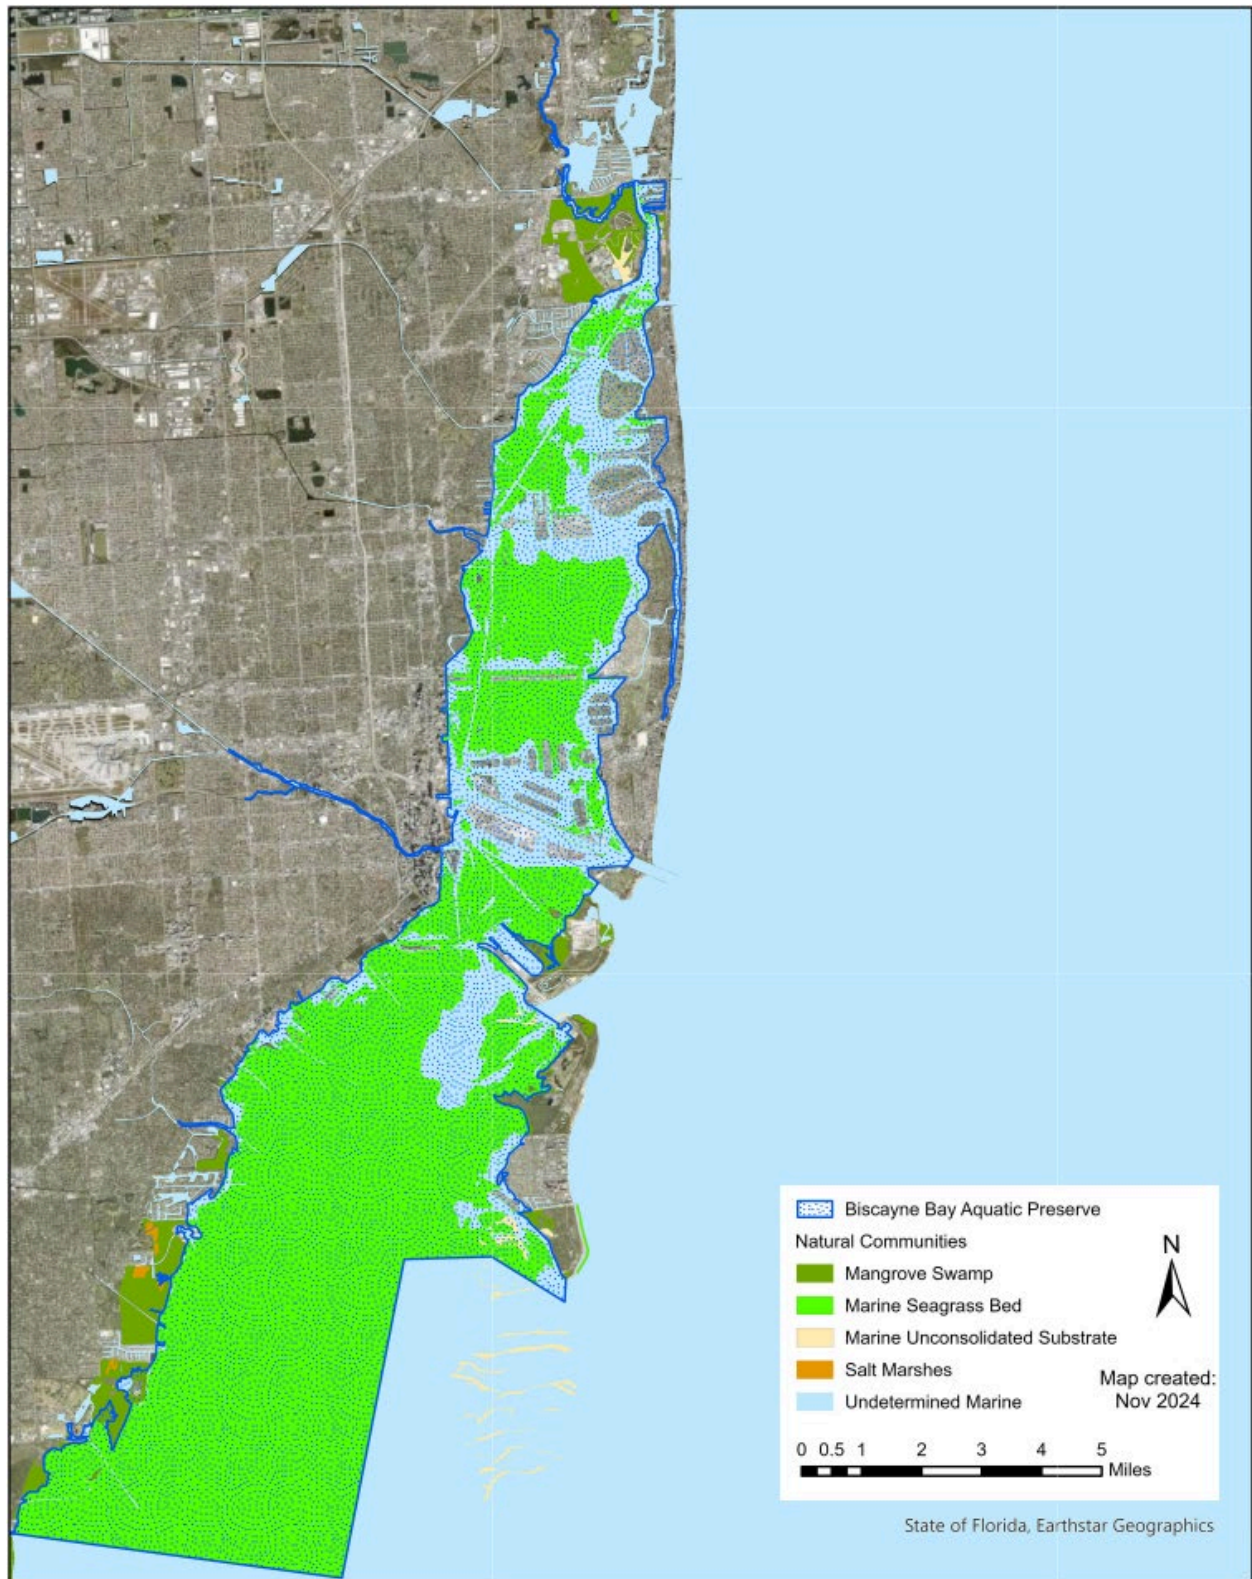 Biscayne Bay Aquatic Preserve
Natural Communities
Mangrove Swamp
Marine Seagrass Bed
Marine Unconsolidated Substrate
Salt Marshes
Undetermined Marine
N
Map created:
Nov 2024
0 0.5 1 2 3 4 5
Miles
State of Florida, Earthstar Geographics